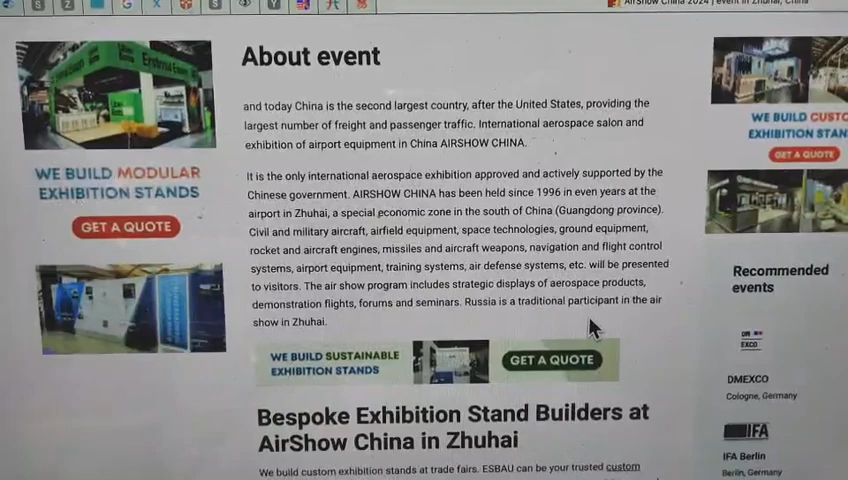 AirShow China 2024 | event in Zhuhai, China
About event
and today China is the second largest country, after the United States, providing the
largest number of freight and passenger traffic. International aerospace salon and
exhibition of airport equipment in China AIRSHOW CHINA.
It is the only international aerospace exhibition approved and actively supported by the
Chinese government. AIRSHOW CHINA has been held since 1996 in even years at the
airport in Zhuhai, a special economic zone in the south of China (Guangdong province).
Civil and military aircraft, airfield equipment, space technologies, ground equipment,
rocket and aircraft engines, missiles and aircraft weapons, navigation and flight control
systems, airport equipment, training systems, air defense systems, etc. will be presented
to visitors. The air show program includes strategic displays of aerospace products,
demonstration flights, forums and seminars. Russia is a traditional participant in the air
show in Zhuhai.
WE BUILD SUSTAINABLE
EXHIBITION STANDS
GET A QUOTE
Bespoke Exhibition Stand Builders at
AirShow China in Zhuhai
We build custom exhibition stands at trade fairs. ESBAU can be your trusted custom
WE BUILD MODULAR
EXHIBITION STANDS
GET A QUOTE
WE BUILD CUSTO
EXHIBITION STAN
GET A QUOTE
Recommended
events
DM
EXCO
DMEXCO
Cologne, Germany
IFA
IFA Berlin
Berlin, Germany